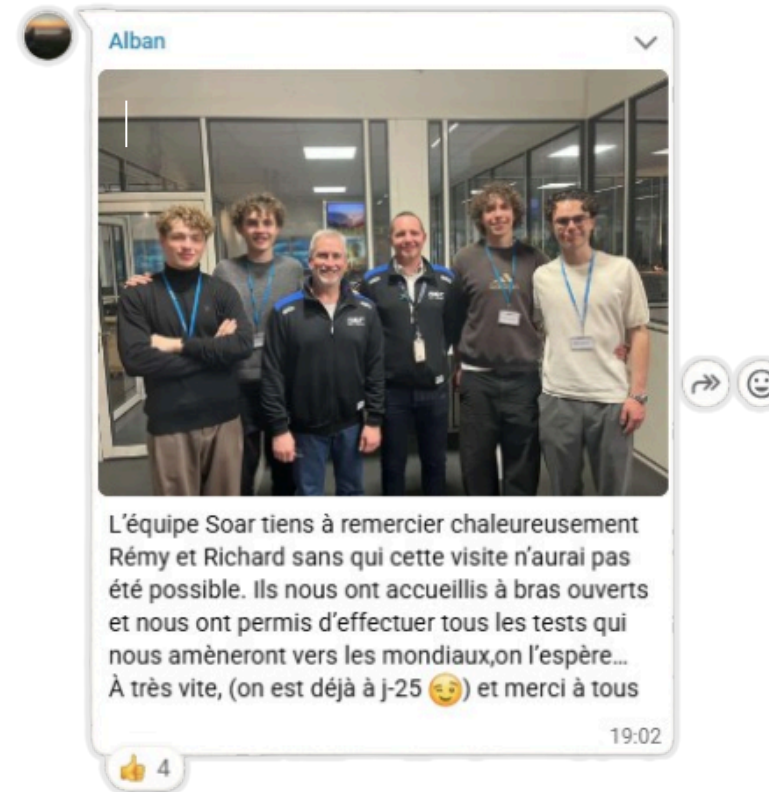 Alban
L’équipe Soar tiens à remercier chaleureusement
Rémy et Richard sans qui cette visite n’aurai pas
été possible. Ils nous ont accueillis à bras ouverts
et nous ont permis d’effectuer tous les tests qui
nous amèneront vers les mondiaux,on l’espère...
À très vite, (on est déjà à j-25 😉) et merci à tous
19:02
👍 4